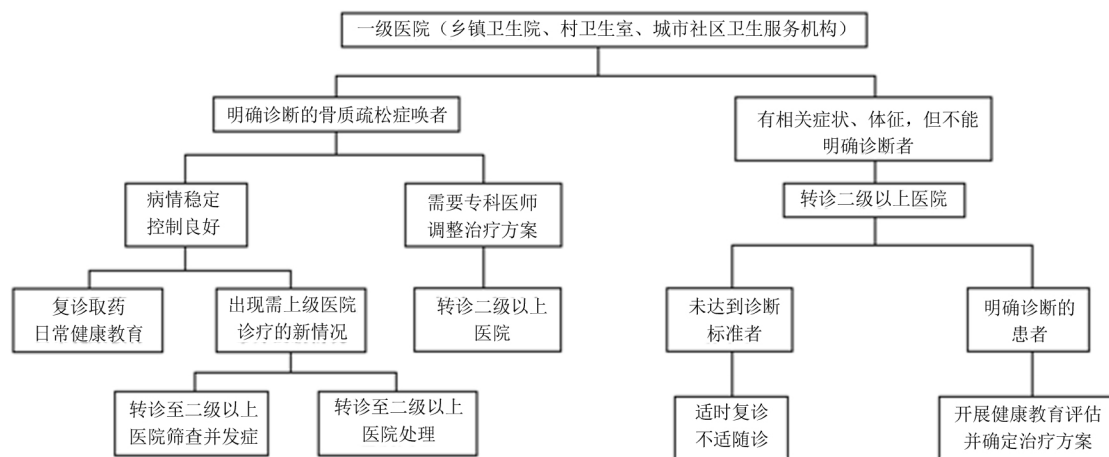 一级医院（乡镇卫生院、村卫生室、城市社区卫生服务机构）
明确诊断的骨质疏松症唤者
有相关症状、体征，但不能
明确诊断者
病情稳定
控制良好
需要专科医师
调整治疗方案
转诊二级以上医院
复诊取药
日常健康教育
出现需上级医院
诊疗的新情况
转诊二级以上
医院
未达到诊断
标准者
明确诊断的
患者
转诊至二级以上
医院筛查并发症
转诊至二级以上
医院处理
适时复诊
不适随诊
开展健康教育评估
并确定治疗方案